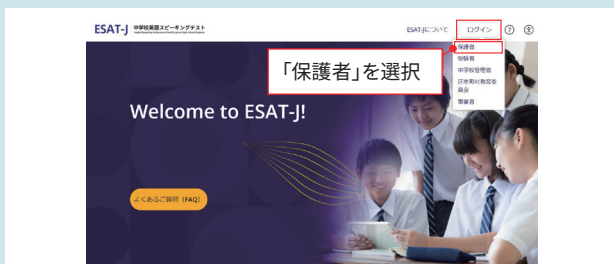 ESAT-J 中学校英語スピーキングテスト
ESAT-Jについて
ログイン
?
保護者
受験者
中学校管理者
区市町村教育委
員会
事業者
「保護者」を選択
Welcome to ESAT-J!
よくあるご質問（FAQ）